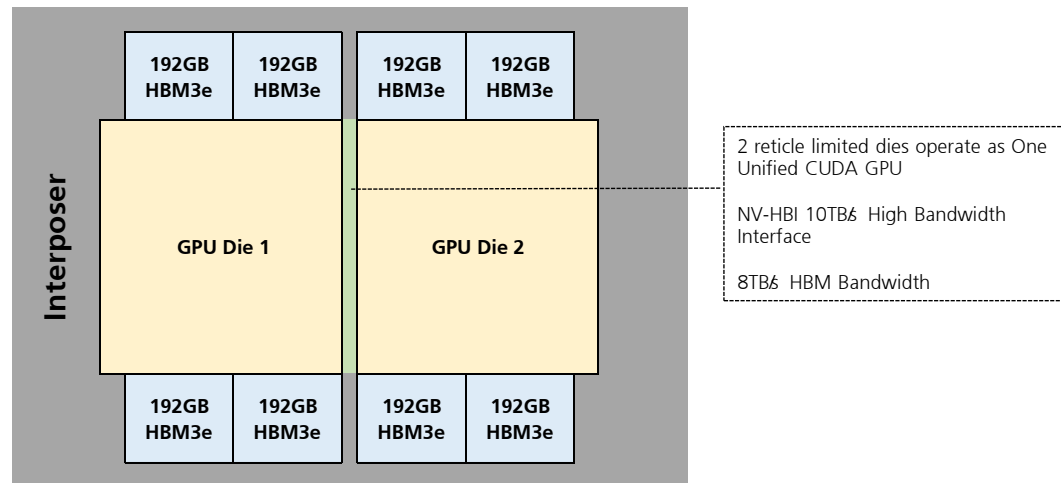 192GB
HBM3e
192GB
HBM3e
192GB
HBM3e
192GB
HBM3e
Interposer
GPU Die 1
GPU Die 2
192GB
HBM3e
192GB
HBM3e
192GB
HBM3e
192GB
HBM3e
2 reticle limited dies operate as One
Unified CUDA GPU
NV-HBI 10TB/s High Bandwidth
Interface
8TB/s HBM Bandwidth